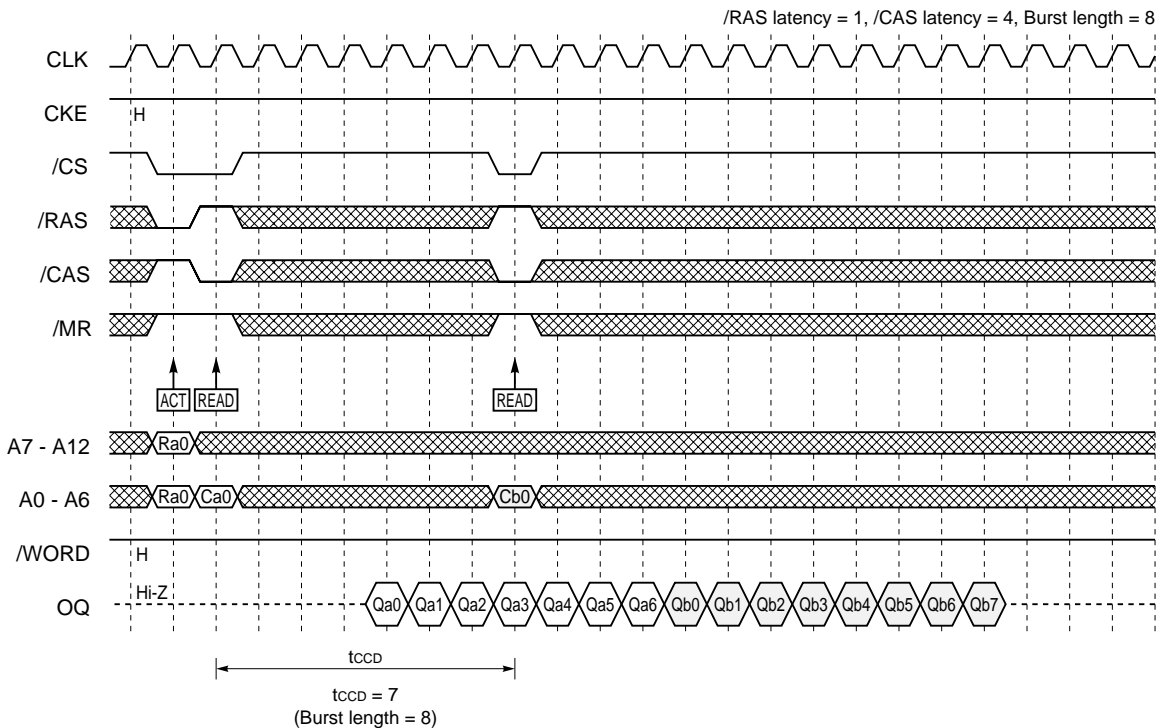 /RAS latency = 1, /CAS latency = 4, Burst length = 8
CLK
CKE H
/CS
/RAS
/CAS
/MR
ACT READ READ
A7 - A12 Ra0
A0 - A6 Ra0 Ca0 Cb0
/WORD H
OQ Hi-Z Qa0 Qa1 Qa2 Qa3 Qa4 Qa5 Qa6 Qb0 Qb1 Qb2 Qb3 Qb4 Qb5 Qb6 Qb7
tCCD
tCCD = 7
(Burst length = 8)